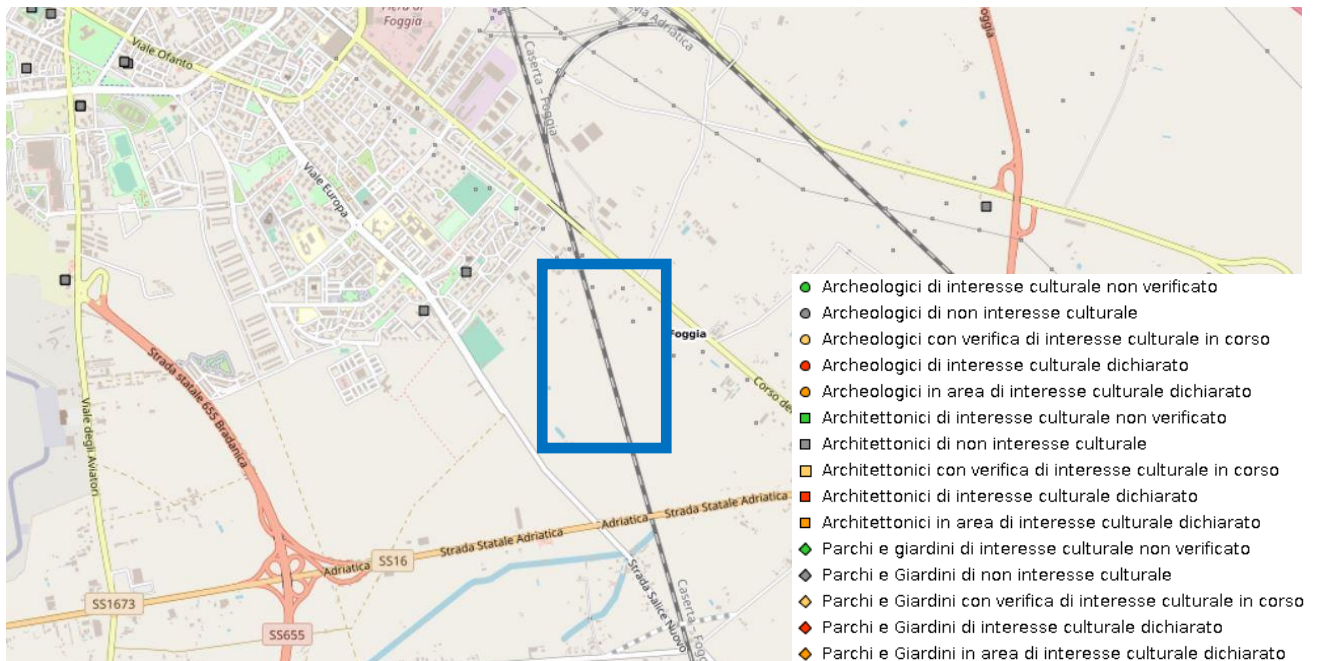 Fiera di
Foggia
Viale Ofanto
Via Adriatica
Caserta – Foggia
Caserta – Foggia
oggia
Viale Europa
Foggia
Corso de
Strada statale 655 Bradanica
Viale degli Aviatori
Adriatica
Strada Statale Adriatica
Strada Statale Adriatica
Adriatica
SS16
SS1673
SS655
Strada Salice Nuovo
Caserta – Fogg
Archeologici di interesse culturale non verificato
Archeologici di non interesse culturale
Archeologici con verifica di interesse culturale in corso
Archeologici di interesse culturale dichiarato
Archeologici in area di interesse culturale dichiarato
Architettonici di interesse culturale non verificato
Architettonici di non interesse culturale
Architettonici con verifica di interesse culturale in corso
Architettonici di interesse culturale dichiarato
Architettonici in area di interesse culturale dichiarato
Parchi e giardini di interesse culturale non verificato
Parchi e Giardini di non interesse culturale
Parchi e Giardini con verifica di interesse culturale in corso
Parchi e Giardini di interesse culturale dichiarato
Parchi e Giardini in area di interesse culturale dichiarato